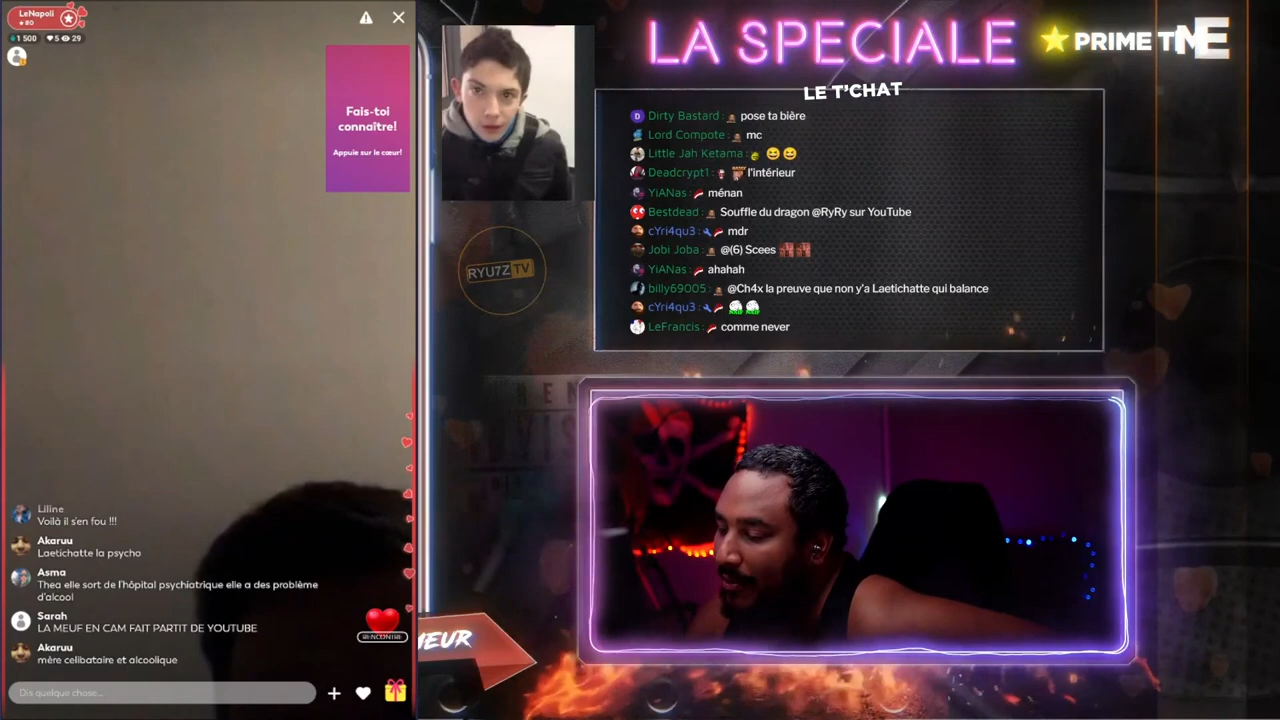 LeNapoli
80
1 500
5
29
Fais-toi
connaître!
Appuie sur le cœur!
Liline
Voilà il s'en fou !!!
Akaruu
Laetichatte la psycho
Asma
Thea elle sort de l'hôpital psychiatrique elle a des problème
d'alcool
Sarah
LA MEUF EN CAM FAIT PARTIT DE YOUTUBE
Akaruu
mère celibataire et alcoolique
RENCONTRE
Dis quelque chose...
LA SPECIALE
PRIME TME
LE T'CHAT
D Dirty Bastard : pose ta bière
Lord Compote : mc
Little Jah Ketama :
Deadcrypt1 : l'intérieur
YiANas : ménan
Bestdead : Souffle du dragon @RyRy sur YouTube
cYri4qu3 : mdr
Jobi Joba : @(6) Scees
YiANas : ahahah
billy69005 : @Ch4x la preuve que non y'a Laetichatte qui balance
cYri4qu3 :
LeFrancis : comme never
RYU7Z TV
MEUR